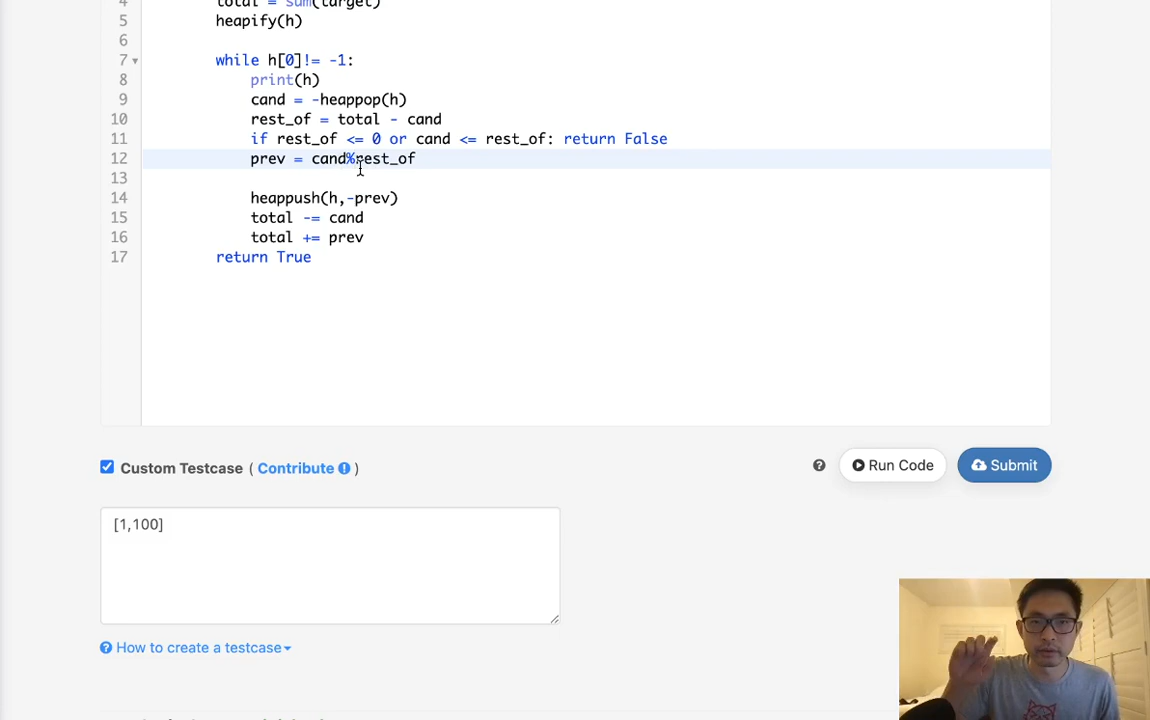 4 total = sum(target)
5 heapify(h)
6
7 while h[0]!= -1:
8 print(h)
9 cand = -heappop(h)
10 rest_of = total - cand
11 if rest_of <= 0 or cand <= rest_of: return False
12 prev = cand%rest_of
13
14 heappush(h,-prev)
15 total -= cand
16 total += prev
17 return True
Custom Testcase ( Contribute )
Run Code
Submit
[1,100]
How to create a testcase